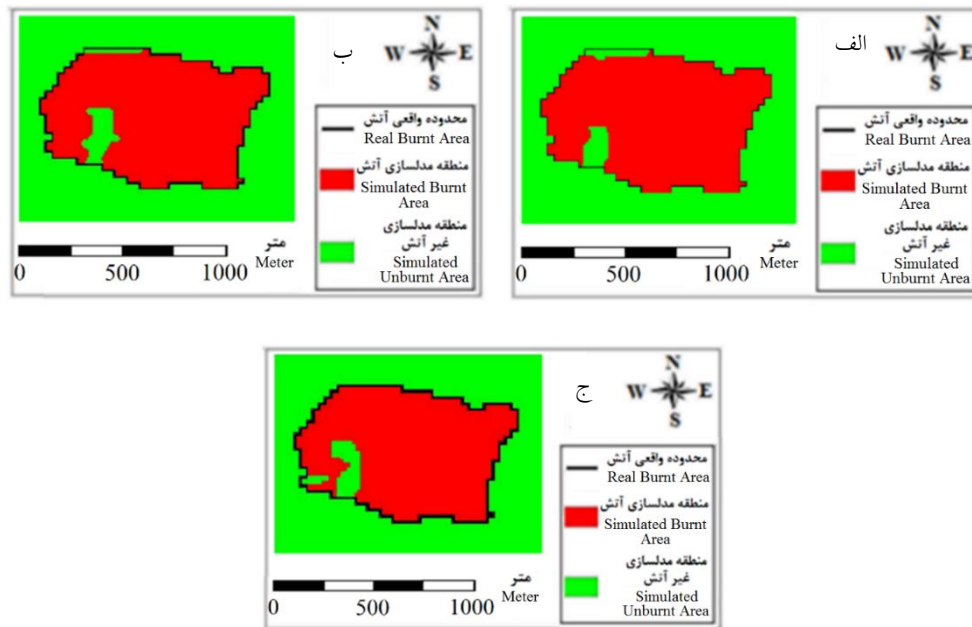 الف
N
W E
S
محدوده واقعی آتش
Real Burnt Area
منطقه مدلسازی آتش
Simulated Burnt
Area
منطقه مدلسازی
غیر آتش
Simulated
Unburnt Area
متر
Meter
0 500 1000
ب
N
W E
S
محدوده واقعی آتش
Real Burnt Area
منطقه مدلسازی آتش
Simulated Burnt
Area
منطقه مدلسازی
غیر آتش
Simulated
Unburnt Area
متر
Meter
0 500 1000
ج
N
W E
S
محدوده واقعی آتش
Real Burnt Area
منطقه مدلسازی آتش
Simulated Burnt
Area
منطقه مدلسازی
غیر آتش
Simulated
Unburnt Area
متر
Meter
0 500 1000